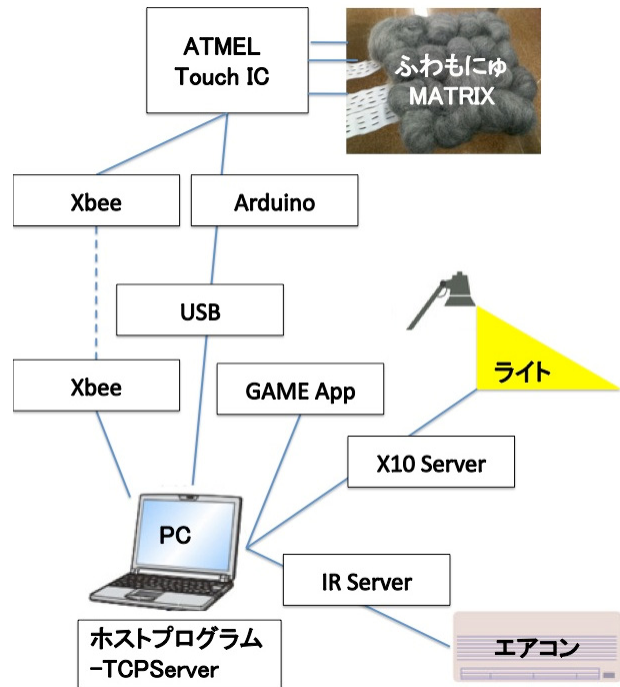 ATMEL
Touch IC
ふわもにゅ
MATRIX
Xbee
Arduino
USB
Xbee
GAME App
ライト
X10 Server
PC
IR Server
ホストプログラム
-TCPServer
エアコン